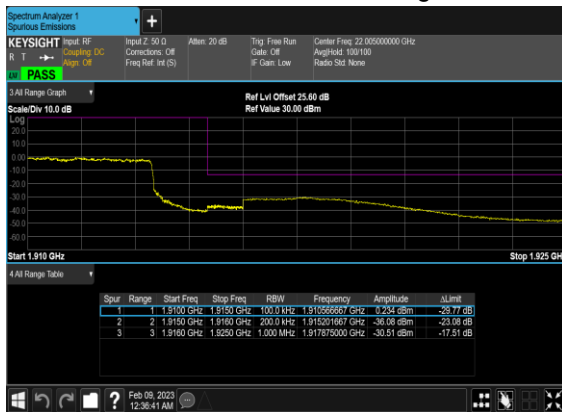 Spectrum Analyzer 1
Spurious Emissions
KEYSIGHT Input: RF Input Z: 50 Ω Atten: 20 dB Trig: Free Run Center Freq: 22.005000000 GHz
R T Coupling: DC Corrections: Off Gate: Off Avg|Hold: 100/100
Align: Off Freq Ref: Int (S) IF Gain: Low Radio Std: None
PASS
3 All Range Graph
Ref Lvl Offset 25.60 dB
Scale/Div 10.0 dB Ref Value 30.00 dBm
Log
20.0
10.0
0.00
-10.0
-20.0
-30.0
-40.0
-50.0
-60.0
Start 1.910 GHz Stop 1.925 GH
4 All Range Table
Spur Range Start Freq Stop Freq RBW Frequency Amplitude ΔLimit
1 1 1.9100 GHz 1.9150 GHz 100.0 kHz 1.910566667 GHz 0.234 dBm -29.77 dB
2 2 1.9150 GHz 1.9160 GHz 200.0 kHz 1.915201667 GHz -36.08 dBm -23.08 dB
3 3 1.9160 GHz 1.9250 GHz 1.000 MHz 1.917875000 GHz -30.51 dBm -17.51 dB
? Feb 09, 2023
12:36:41 AM